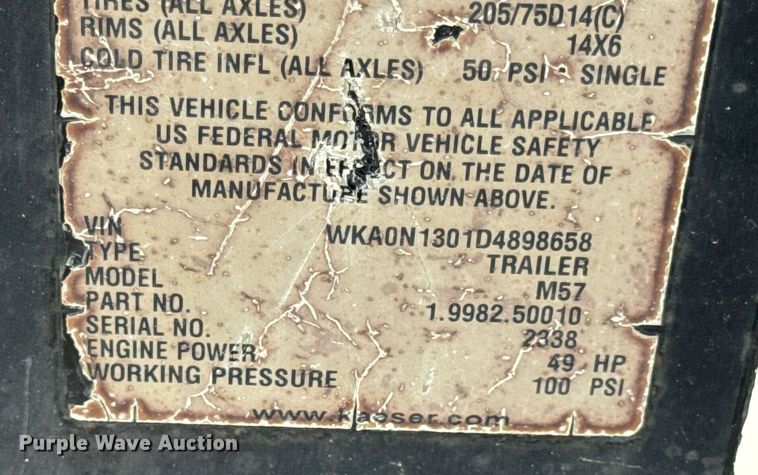 TIRES (ALL AXLES) 205/75D14(C)
RIMS (ALL AXLES) 14X6
COLD TIRE INFL (ALL AXLES) 50 PSI - SINGLE
THIS VEHICLE CONFORMS TO ALL APPLICABLE
US FEDERAL MOTOR VEHICLE SAFETY
STANDARDS IN EFFECT ON THE DATE OF
MANUFACTURE SHOWN ABOVE.
VIN WKA0N1301D4898658
TYPE TRAILER
MODEL M57
PART NO. 1.9982.50010
SERIAL NO. 2338
ENGINE POWER 49 HP
WORKING PRESSURE 100 PSI
www.kaeser.com
Purple Wave Auction